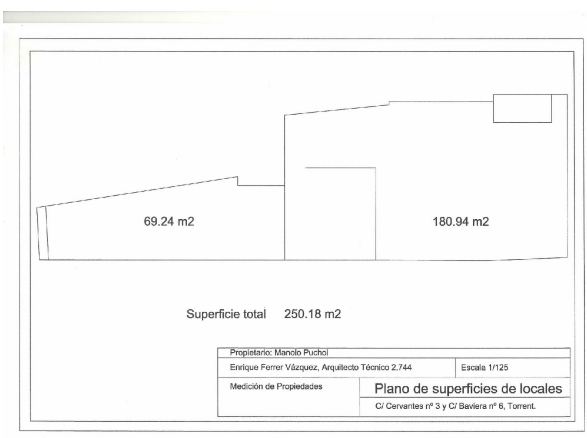 69.24 m2
180.94 m2
Superficie total 250.18 m2
Propietario: Manolo Puchol
Enrique Ferrer Vázquez, Arquitecto Técnico 2.744
Escala 1/125
Medición de Propiedades
Plano de superficies de locales
C/ Cervantes nº 3 y C/ Baviera nº 6, Torrent.